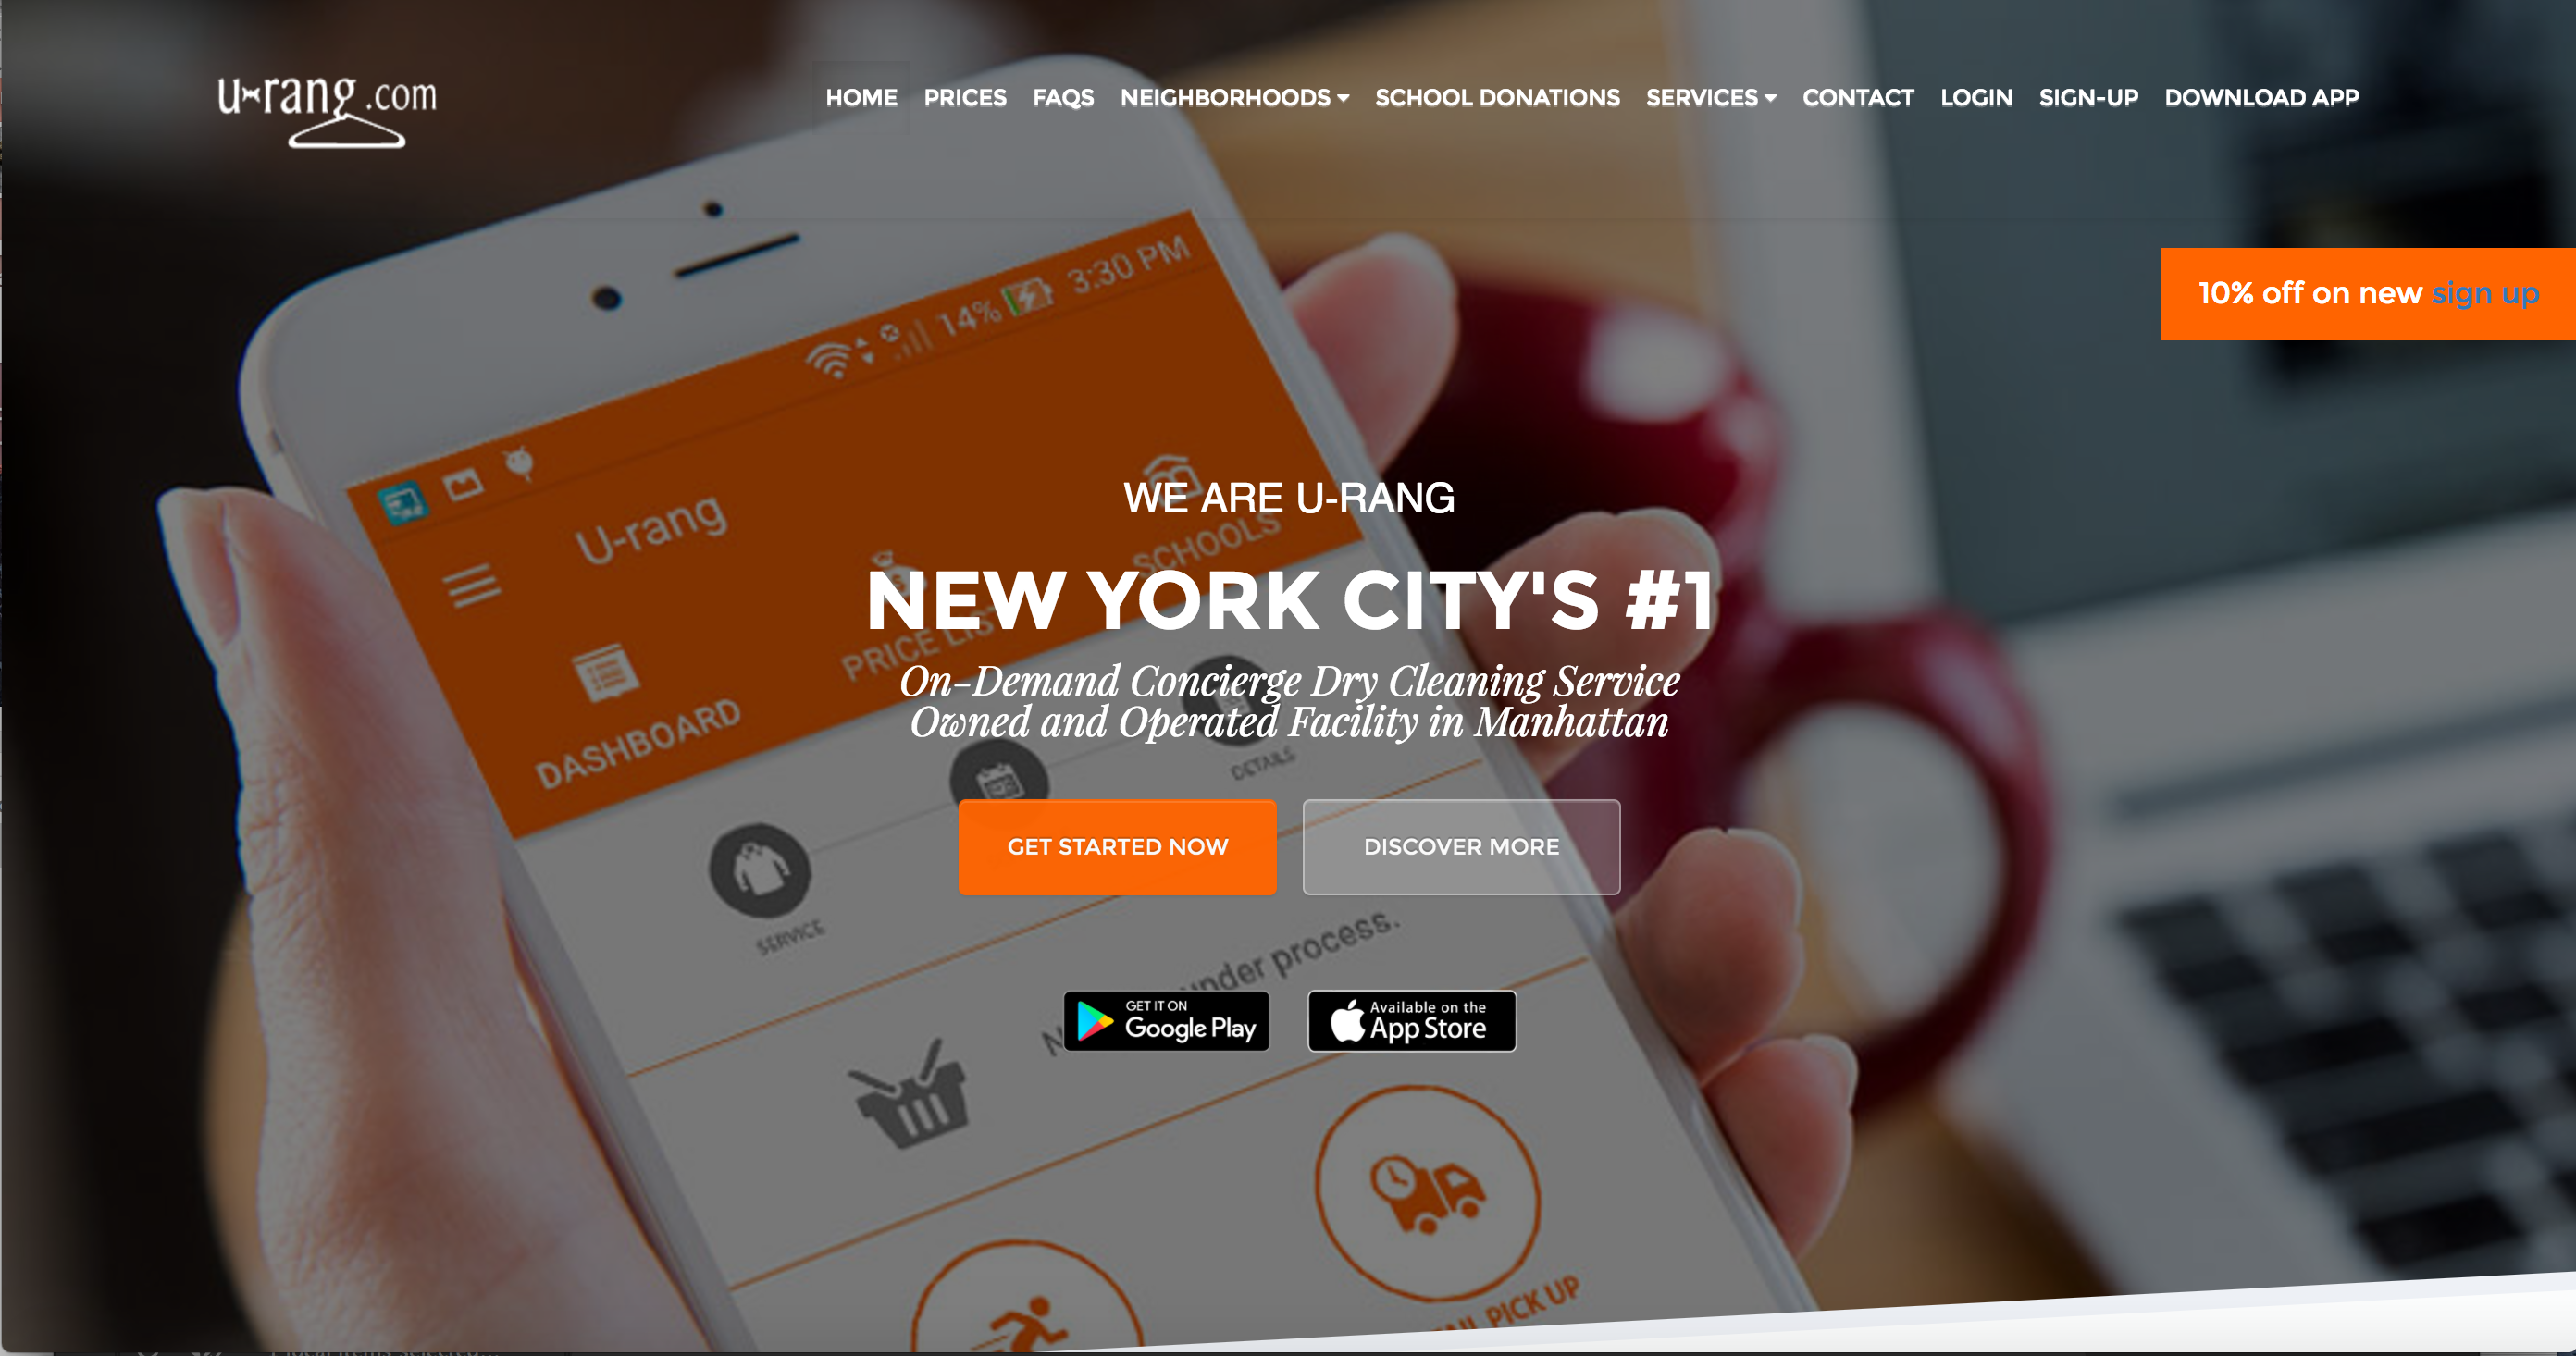 u-rang.com
HOME PRICES FAQS NEIGHBORHOODS SCHOOL DONATIONS SERVICES CONTACT LOGIN SIGN-UP DOWNLOAD APP
10% off on new sign up
14% 3:30 PM
U-rang
SCHOOLS
PRICE LIST
DASHBOARD
WE ARE U-RANG
NEW YORK CITY'S #1
On-Demand Concierge Dry Cleaning Service
Owned and Operated Facility in Manhattan
DETAILS
SERVICE
GET STARTED NOW
DISCOVER MORE
under process.
GET IT ON
Google Play
Available on the
App Store
PICK UP